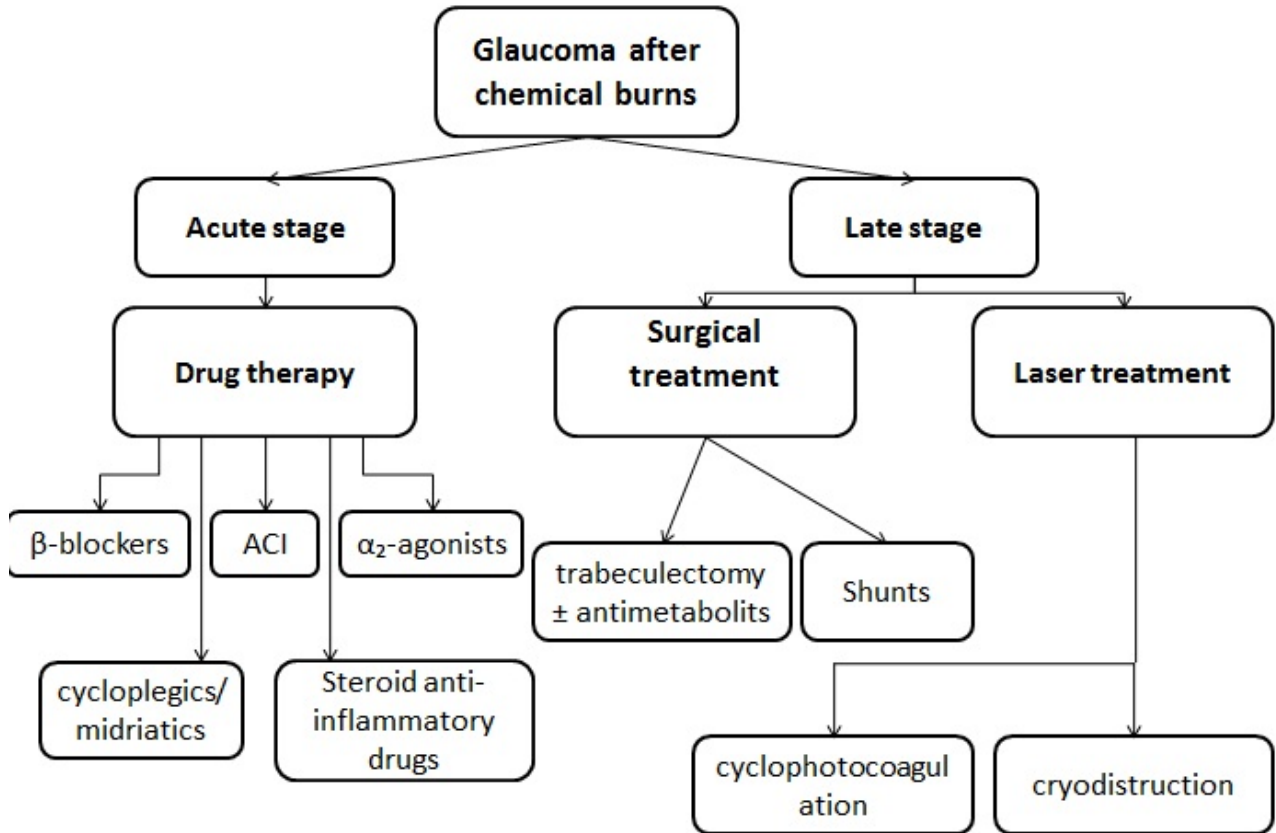 Glaucoma after
chemical burns
Acute stage
Late stage
Drug therapy
Surgical
treatment
Laser treatment
β-blockers
ACI
α₂-agonists
trabeculectomy
± antimetabolits
Shunts
cycloplegics/
midriatics
Steroid anti-
inflammatory
drugs
cyclophotocoagul
ation
cryodistruction